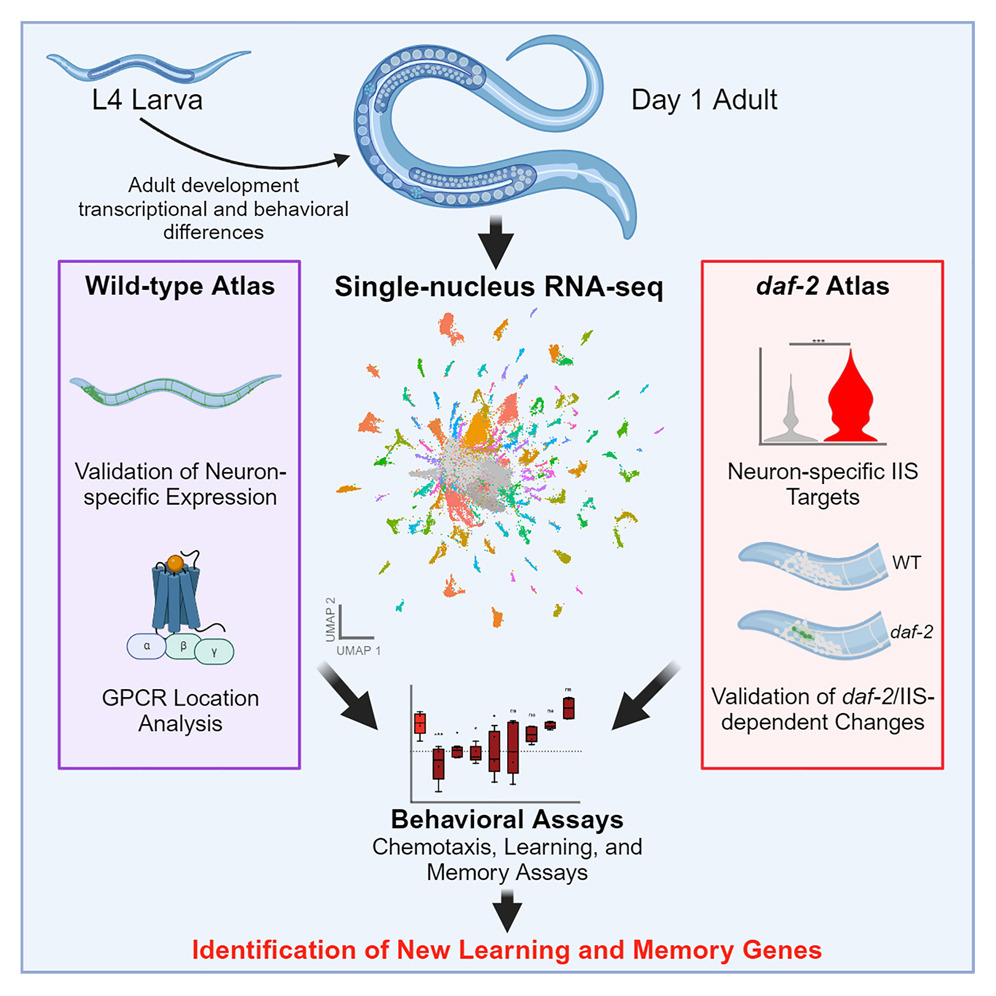 L4 Larva
Day 1 Adult
Adult development
transcriptional and behavioral
differences
Wild-type Atlas
Validation of Neuron-
specific Expression
α β γ
GPCR Location
Analysis
Single-nucleus RNA-seq
UMAP 2
UMAP 1
daf-2 Atlas
***
Neuron-specific IIS
Targets
WT
daf-2
Validation of daf-2/IIS-
dependent Changes
ns
ns
ns
ns
Behavioral Assays
Chemotaxis, Learning, and
Memory Assays
Identification of New Learning and Memory Genes